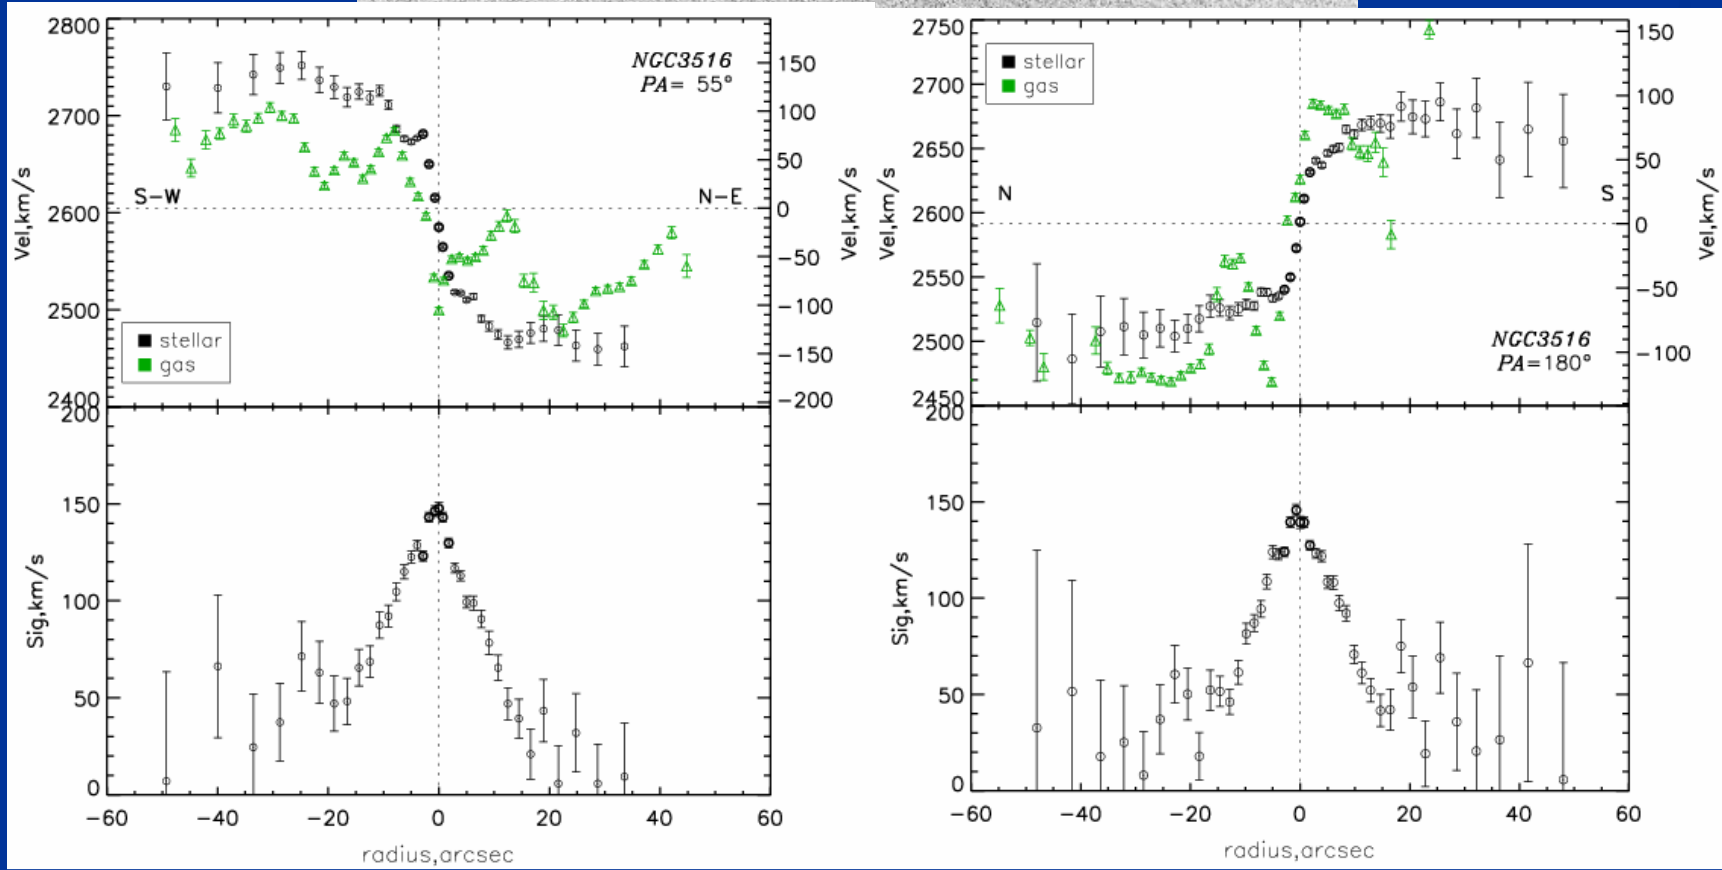 2800
2700
2600
2500
2400
Vel,km/s
150
100
50
0
−50
−100
−150
−200
Vel,km/s
NGC3516
PA= 55°
S−W
N−E
stellar
gas
200
150
100
50
0
Sig,km/s
−60
−40
−20
0
20
40
60
radius,arcsec
2750
2700
2650
2600
2550
2500
2450
Vel,km/s
150
100
50
0
−50
−100
Vel,km/s
stellar
gas
N
S
NGC3516
PA=180°
200
150
100
50
0
Sig,km/s
−60
−40
−20
0
20
40
60
radius,arcsec